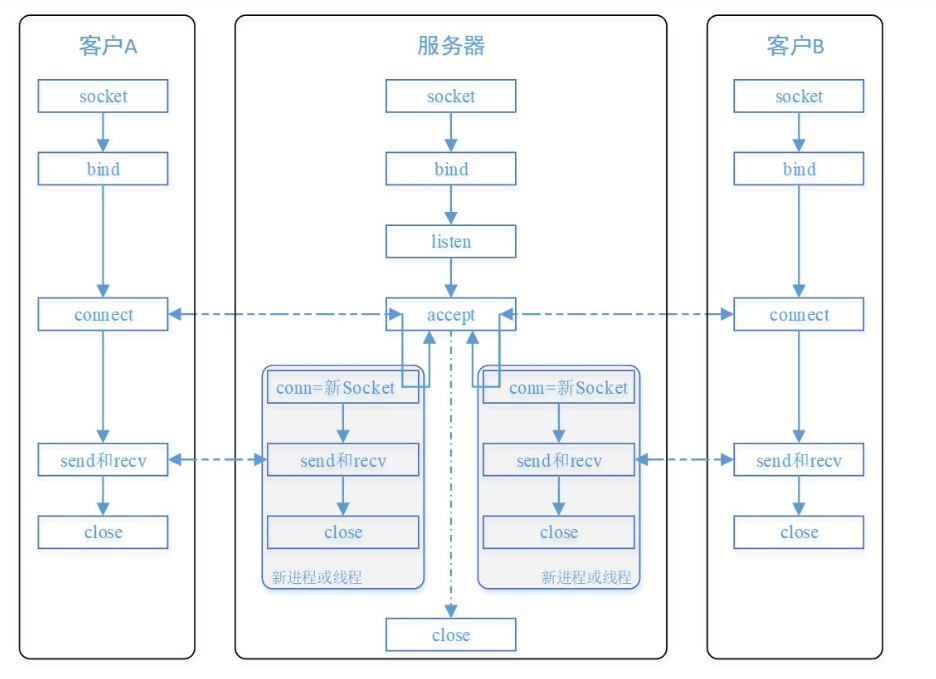 客户A
socket
bind
connect
send和recv
close
服务器
socket
bind
listen
accept
conn=新Socket
send和recv
close
新进程或线程
conn=新Socket
send和recv
close
新进程或线程
close
客户B
socket
bind
connect
send和recv
close